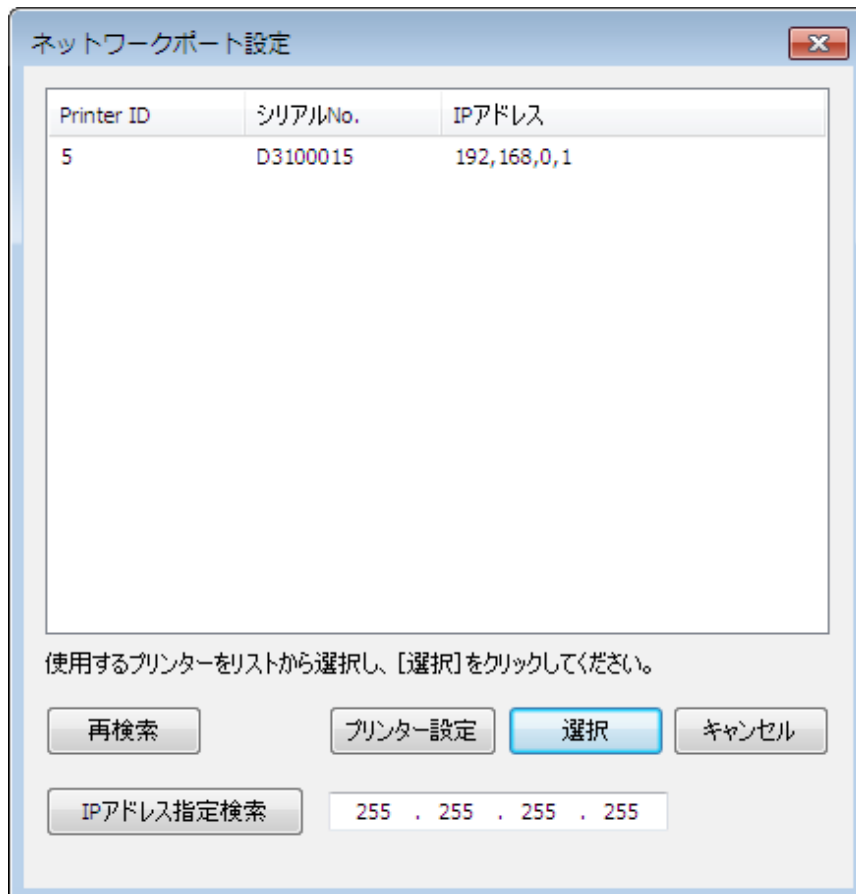 ネットワークポート設定
Printer ID シリアルNo. IPアドレス
5 D3100015 192,168,0,1
使用するプリンターをリストから選択し、[選択]をクリックしてください。
再検索 プリンター設定 選択 キャンセル
IPアドレス指定検索 255 . 255 . 255 . 255